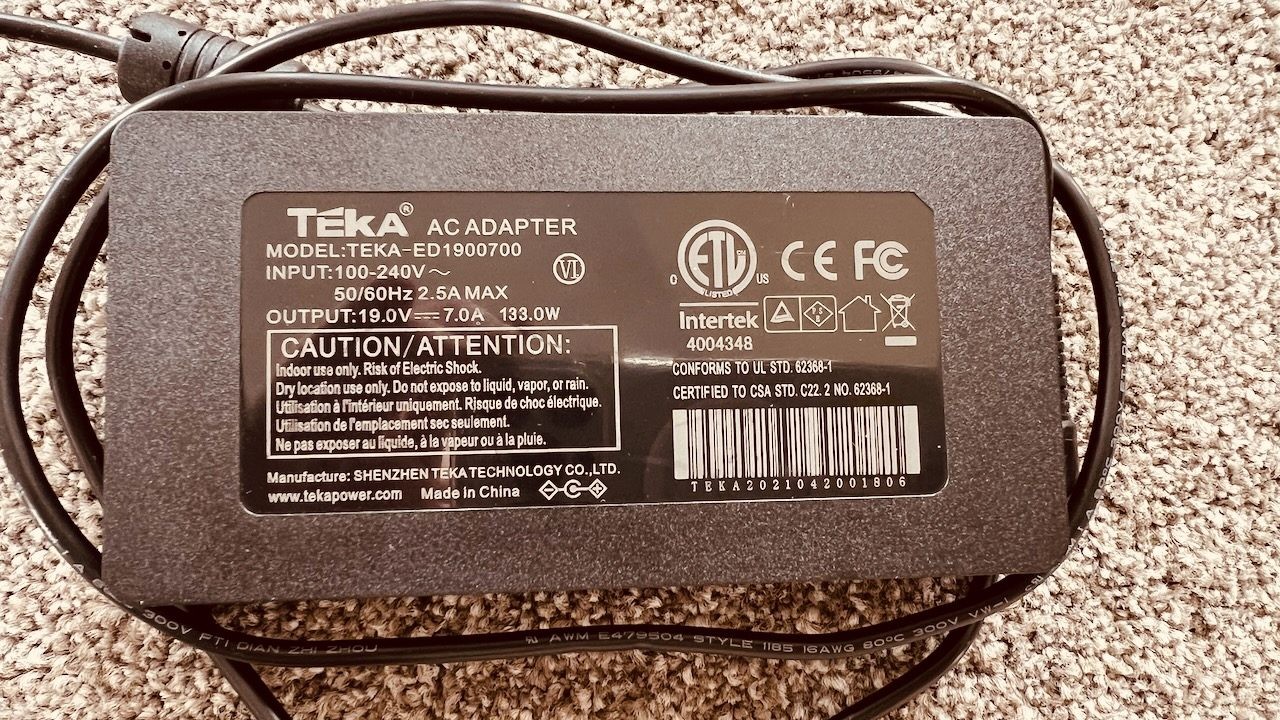 TEKA® AC ADAPTER
MODEL:TEKA-ED1900700
INPUT:100-240V～
50/60Hz 2.5A MAX
OUTPUT:19.0V⎓7.0A 133.0W
VI
CAUTION/ATTENTION:
Indoor use only. Risk of Electric Shock.
Dry location use only. Do not expose to liquid, vapor, or rain.
Utilisation à l'intérieur uniquement. Risque de choc électrique.
Utilisation de l'emplacement sec seulement.
Ne pas exposer au liquide, à la vapeur ou à la pluie.
Manufacture: SHENZHEN TEKA TECHNOLOGY CO.,LTD.
www.tekapower.com Made in China
C ETL US CE FC
LISTED
Intertek
4004348
CONFORMS TO UL STD. 62368-1
CERTIFIED TO CSA STD. C22. 2 NO. 62368-1
TEKA2021042001806
300V FT1 DIAN ZHI ZHOU
AWM E479504 STYLE 1185 16AWG 80°C 300V VW-1